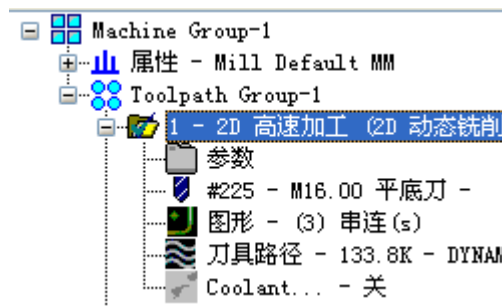 Machine Group-1
属性 - Mill Default MM
Toolpath Group-1
1 - 2D 高速加工 (2D 动态铣削
参数
#225 - M16.00 平底刀 -
图形 - (3) 串连(s)
刀具路径 - 133.8K - DYNAM
Coolant... - 关